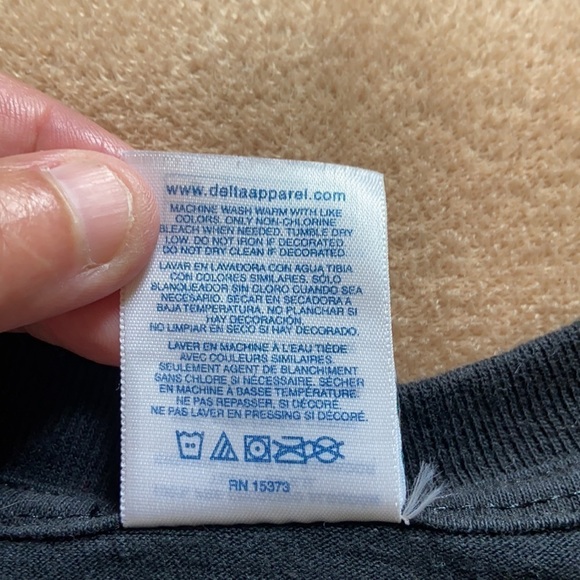 www.deltaapparel.com
MACHINE WASH WARM WITH LIKE
COLORS. ONLY NON-CHLORINE
BLEACH WHEN NEEDED. TUMBLE DRY
LOW. DO NOT IRON IF DECORATED.
DO NOT DRY CLEAN IF DECORATED.
LAVAR EN LAVADORA CON AGUA TIBIA
CON COLORES SIMILARES. SÓLO
BLANQUEADOR SIN CLORO CUANDO SEA
NECESARIO. SECAR EN SECADORA A
BAJA TEMPERATURA. NO PLANCHAR SI
HAY DECORACIÓN.
NO LIMPIAR EN SECO SI HAY DECORADO.
LAVER EN MACHINE À L'EAU TIÈDE
AVEC COULEURS SIMILAIRES.
SEULEMENT AGENT DE BLANCHIMENT
SANS CHLORE SI NÉCESSAIRE. SÉCHER
EN MACHINE À BASSE TEMPÉRATURE.
NE PAS REPASSER, SI DÉCORÉ.
NE PAS LAVER EN PRESSING SI DÉCORÉ.
RN 15373